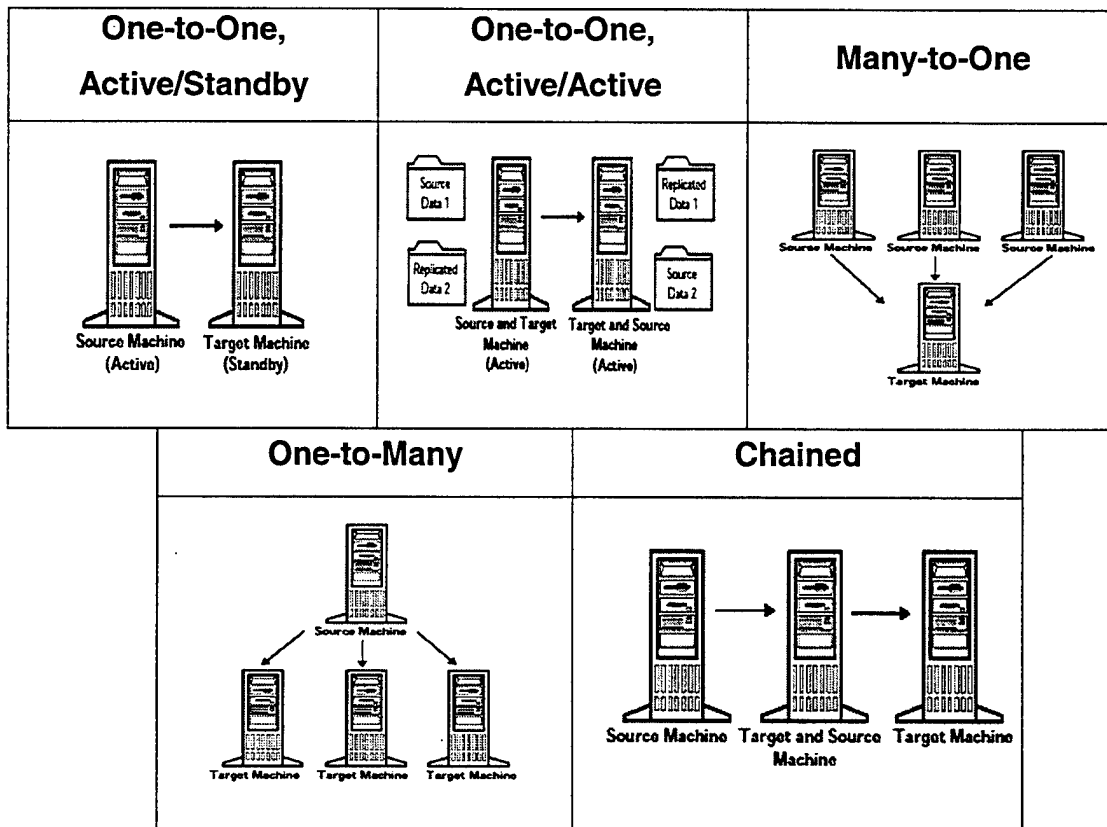 One-to-One,
Active/Standby
One-to-One,
Active/Active
Many-to-One
Source Machine
(Active)
Target Machine
(Standby)
Source
Data 1
Replicated
Data 2
Source and Target
Machine
(Active)
Target and Source
Machine
(Active)
Replicated
Data 1
Source
Data 2
Source Machine
Source Machine
Source Machine
Target Machine
One-to-Many
Chained
Source Machine
Target Machine
Target Machine
Target Machine
Source Machine
Target and Source
Machine
Target Machine